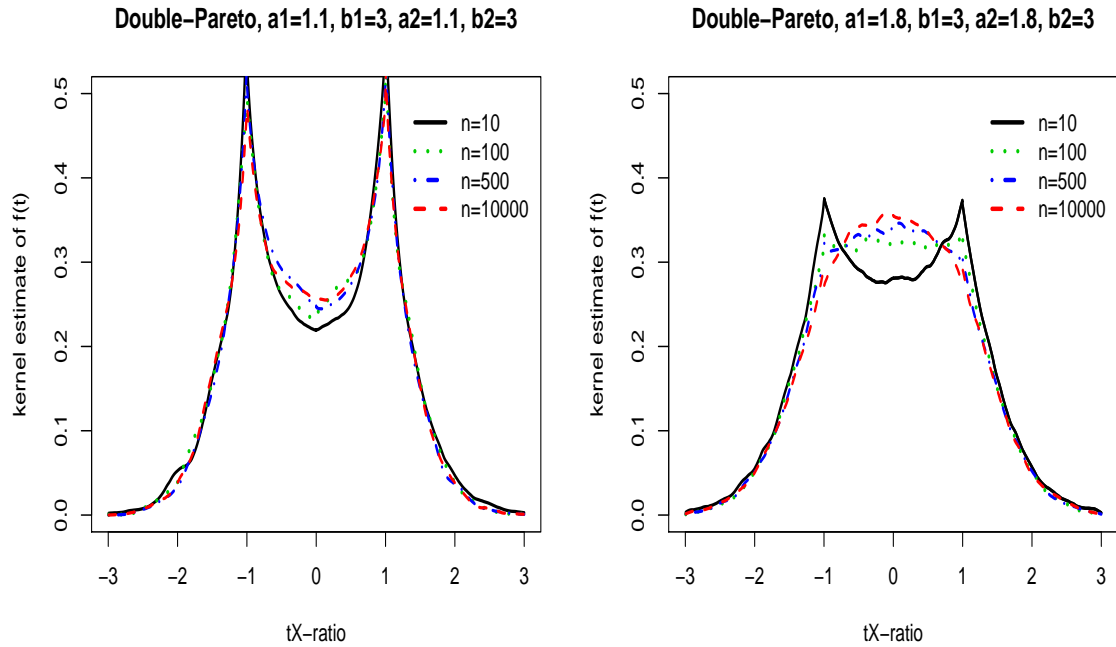 Double−Pareto, a1=1.1, b1=3, a2=1.1, b2=3
kernel estimate of f(t)
0.5
0.4
0.3
0.2
0.1
0.0
n=10
n=100
n=500
n=10000
−3 −2 −1 0 1 2 3
tX−ratio
Double−Pareto, a1=1.8, b1=3, a2=1.8, b2=3
kernel estimate of f(t)
0.5
0.4
0.3
0.2
0.1
0.0
n=10
n=100
n=500
n=10000
−3 −2 −1 0 1 2 3
tX−ratio